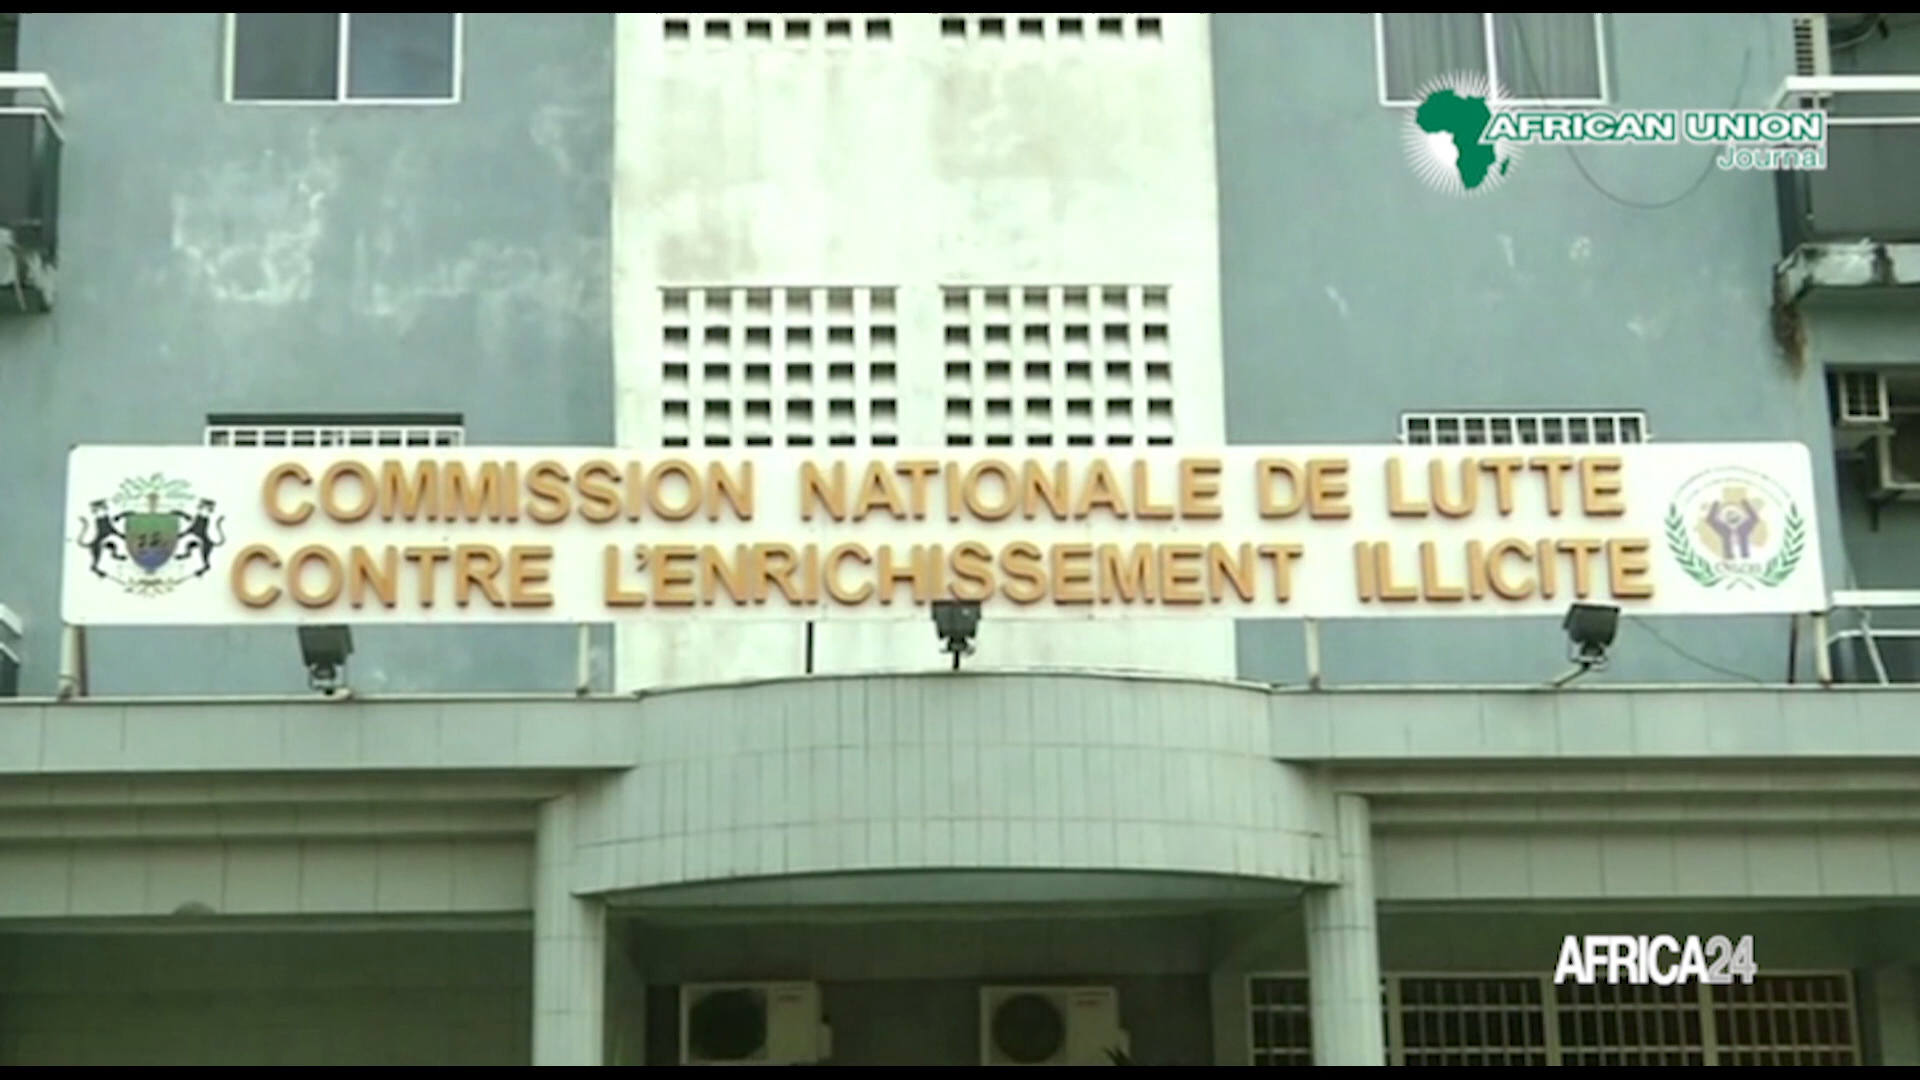 AFRICAN UNION
Journal
COMMISSION NATIONALE DE LUTTE
CONTRE L'ENRICHISSEMENT ILLICITE
AFRICA24